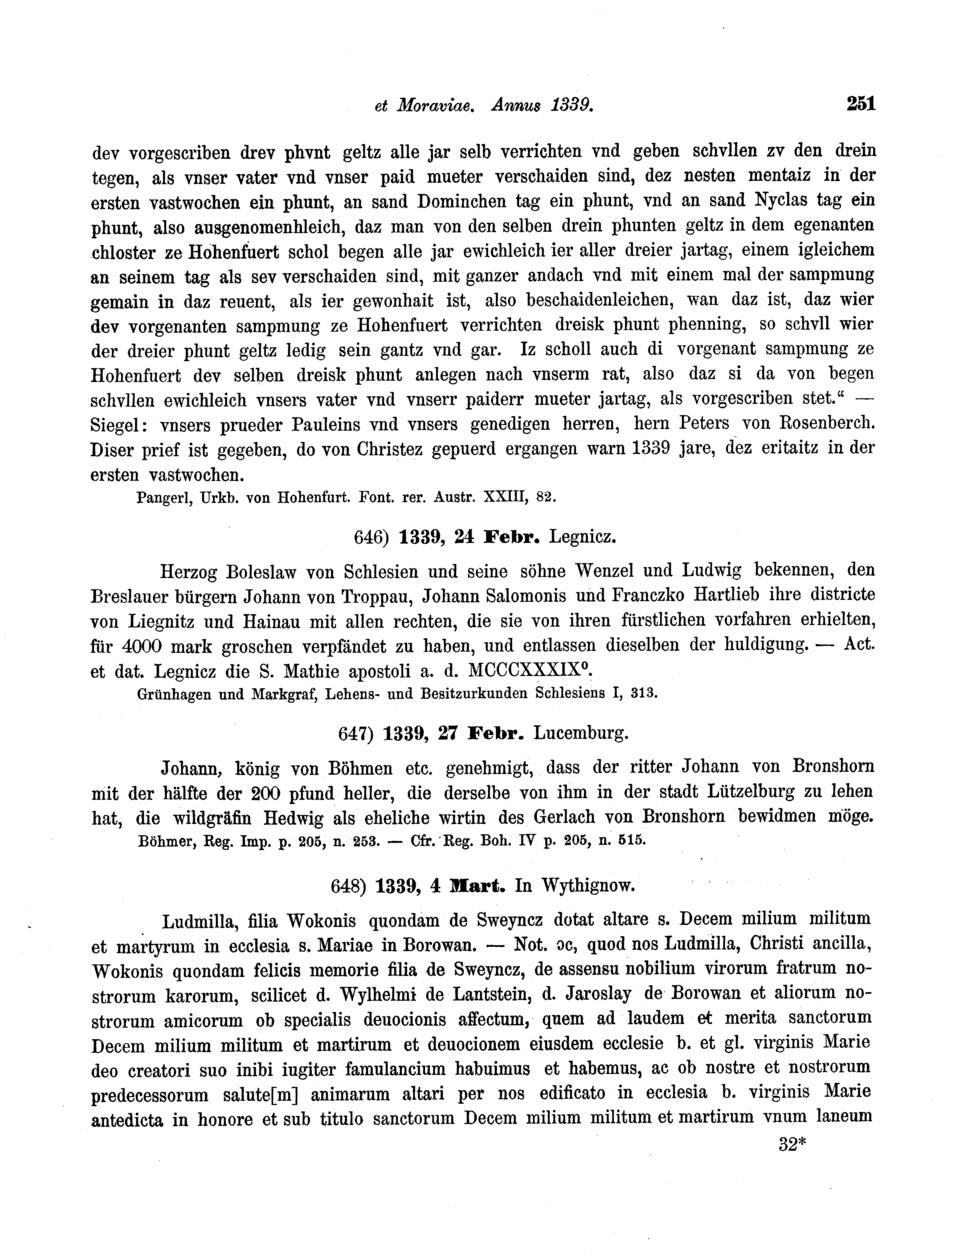 et Moraviae. Annus 1339. 251
dev vorgescriben drev phvnt geltz alle jar selb verrichten vnd geben schvllen zv den drein
tegen, als vnser vater vnd vnser paid mueter verschaiden sind, dez nesten mentaiz in der
ersten vastwochen ein phunt, an sand Dominchen tag ein phunt, vnd an sand Nyclas tag ein
phunt, also ausgenomenhleich, daz man von den selben drein phunten geltz in dem egenanten
chloster ze Hohenfuert schol begen alle jar ewichleich ier aller dreier jartag, einem igleichem
an seinem tag als sev verschaiden sind, mit ganzer andach vnd mit einem mal der sampmung
gemain in daz reuent, als ier gewonhait ist, also beschaidenleichen, wan daz ist, daz wier
dev vorgenanten sampmung ze Hohenfuert verrichten dreisk phunt phenning, so schvll wier
der dreier phunt geltz ledig sein gantz vnd gar. Iz scholl auch di vorgenant sampmung ze
Hohenfuert dev selben dreisk phunt anlegen nach vnserm rat, also daz si da von begen
schvllen ewichleich vnsers vater vnd vnserr paiderr mueter jartag, als vorgescriben stet.“ —
Siegel: vnsers prueder Pauleins vnd vnsers genedigen herren, hern Peters von Rosenberch.
Diser prief ist gegeben, do von Christez gepuerd ergangen warn 1339 jare, dez eritaitz in der
ersten vastwochen.
Pangerl, Urkb. von Hohenfurt. Font. rer. Austr. XXIII, 82.
646) 1339, 24 Febr. Legnicz.
Herzog Boleslaw von Schlesien und seine söhne Wenzel und Ludwig bekennen, den
Breslauer bürgern Johann von Troppau, Johann Salomonis und Franczko Hartlieb ihre districte
von Liegnitz und Hainau mit allen rechten, die sie von ihren fürstlichen vorfahren erhielten,
für 4000 mark groschen verpfändet zu haben, und entlassen dieselben der huldigung. — Act.
et dat. Legnicz die S. Mathie apostoli a. d. MCCCXXXIX⁰.
Grünhagen und Markgraf, Lehens- und Besitzurkunden Schlesiens I, 313.
647) 1339, 27 Febr. Lucemburg.
Johann, könig von Böhmen etc. genehmigt, dass der ritter Johann von Bronshorn
mit der hälfte der 200 pfund heller, die derselbe von ihm in der stadt Lützelburg zu lehen
hat, die wildgräfin Hedwig als eheliche wirtin des Gerlach von Bronshorn bewidmen möge.
Böhmer, Reg. Imp. p. 205, n. 253. — Cfr. Reg. Boh. IV p. 205, n. 515.
648) 1339, 4 Mart. In Wythignow.
Ludmilla, filia Wokonis quondam de Sweyncz dotat altare s. Decem milium militum
et martyrum in ecclesia s. Mariae in Borowan. — Not. ɔc, quod nos Ludmilla, Christi ancilla,
Wokonis quondam felicis memorie filia de Sweyncz, de assensu nobilium virorum fratrum no-
strorum karorum, scilicet d. Wylhelmi de Lantstein, d. Jaroslay de Borowan et aliorum no-
strorum amicorum ob specialis deuocionis affectum, quem ad laudem et merita sanctorum
Decem milium militum et martirum et deuocionem eiusdem ecclesie b. et gl. virginis Marie
deo creatori suo inibi iugiter famulancium habuimus et habemus, ac ob nostre et nostrorum
predecessorum salute[m] animarum altari per nos edificato in ecclesia b. virginis Marie
antedicta in honore et sub titulo sanctorum Decem milium militum et martirum vnum laneum
32*